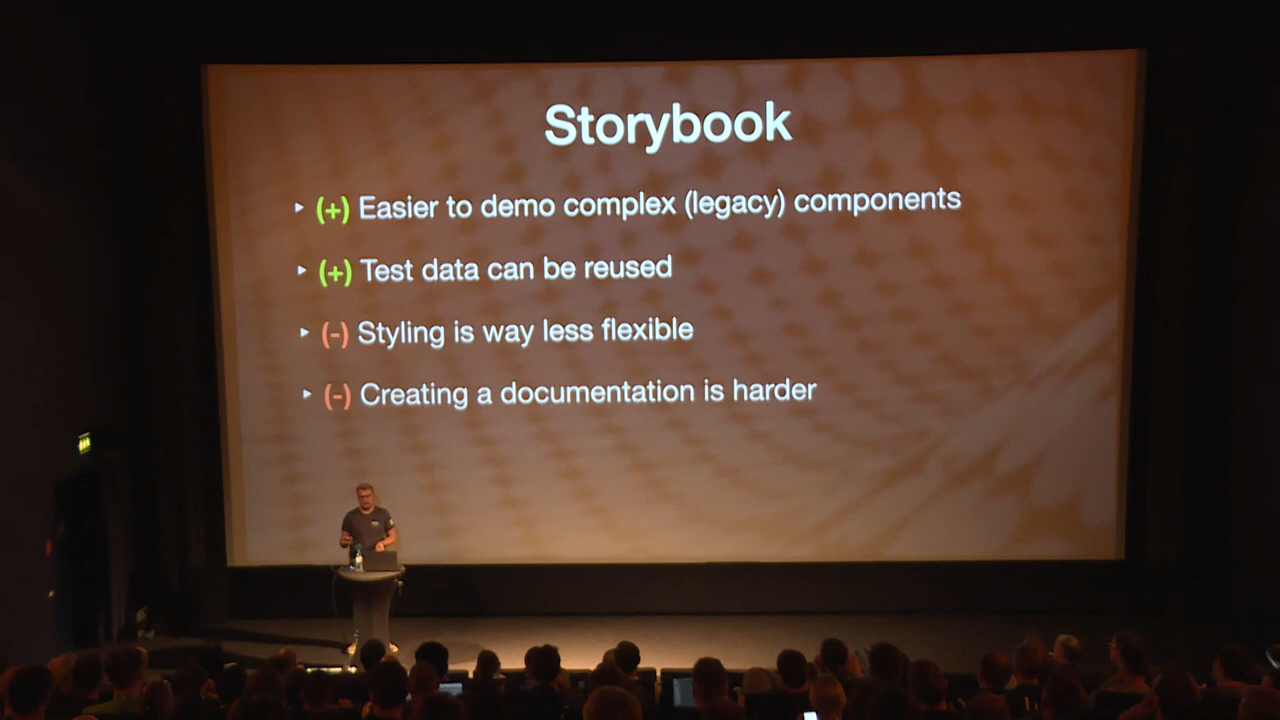 Storybook
▸ (+) Easier to demo complex (legacy) components
▸ (+) Test data can be reused
▸ (-) Styling is way less flexible
▸ (-) Creating a documentation is harder